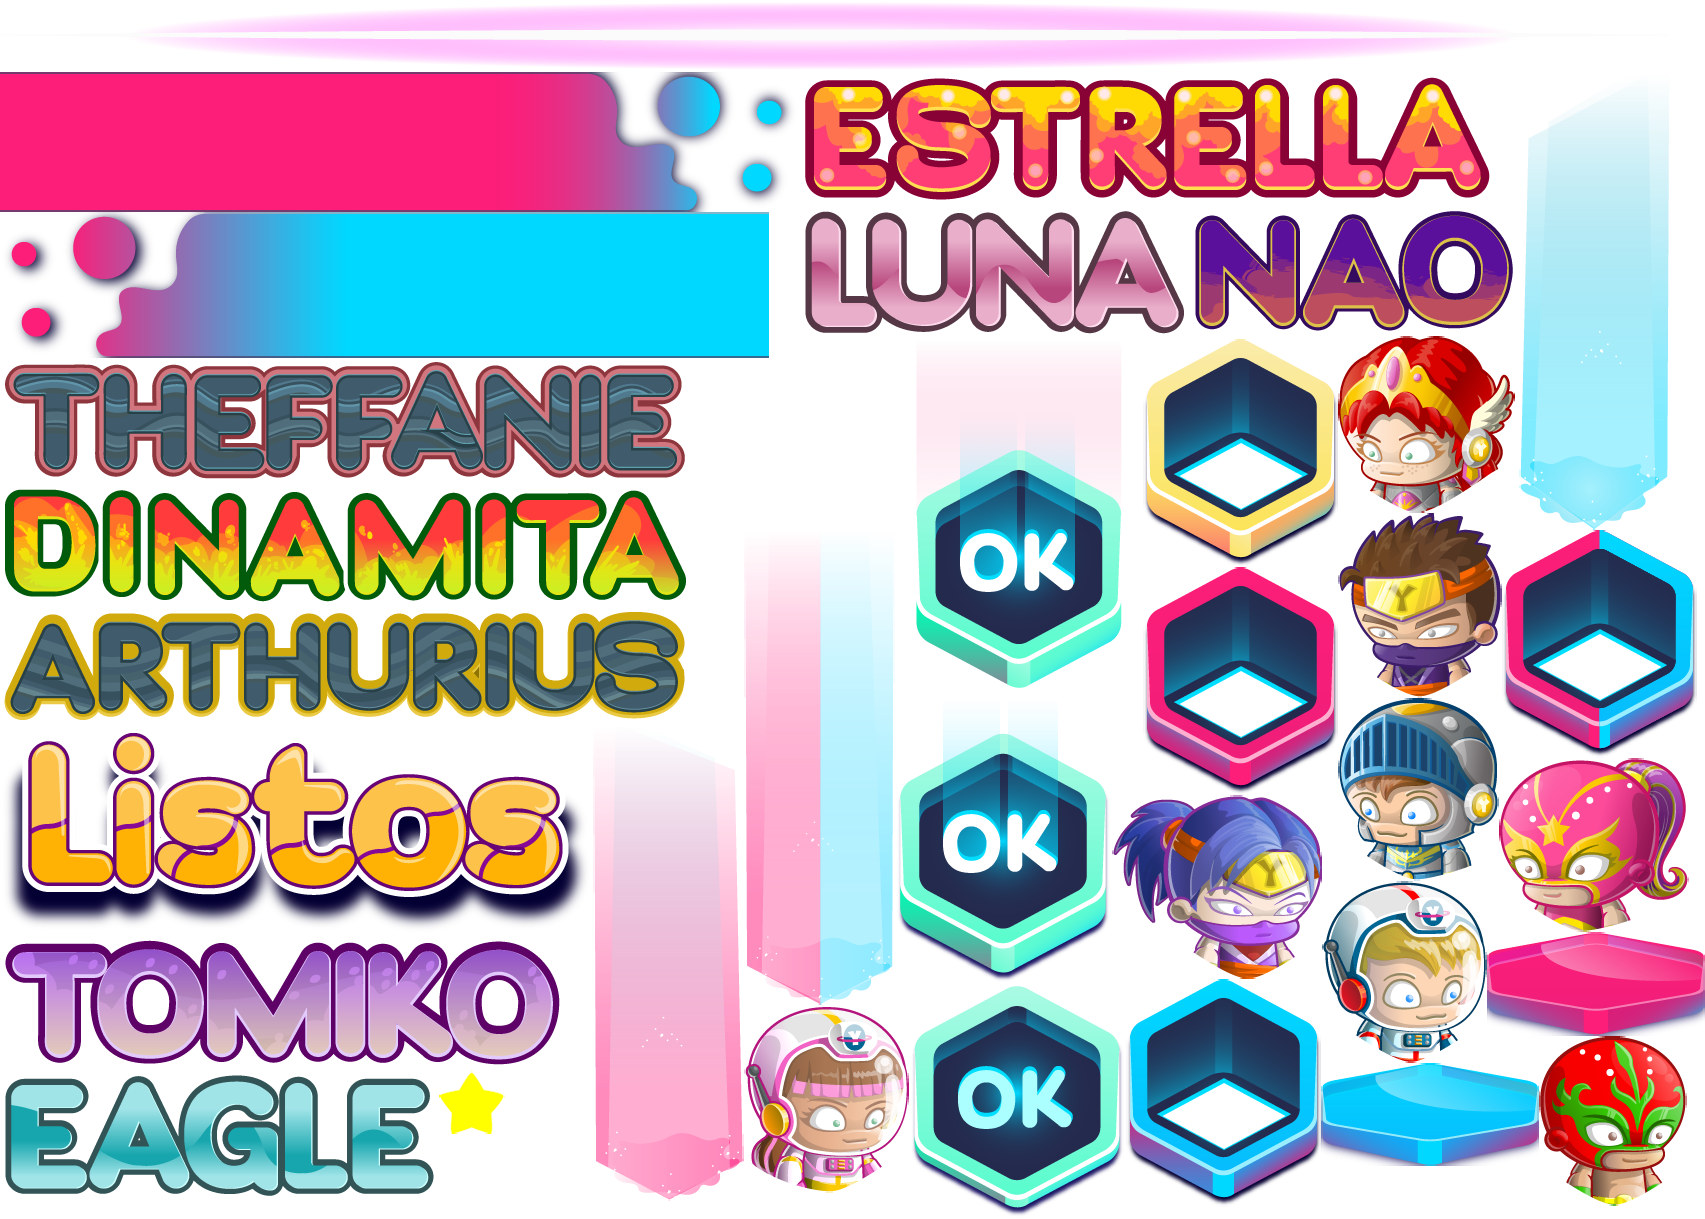 ESTRELLA
LUNA
NAO
THEFFANIE
DINAMITA
ARTHURIUS
OK
Y
Y
Listos
OK
Y
Y
TOMIKO
OK
Y
EAGLE